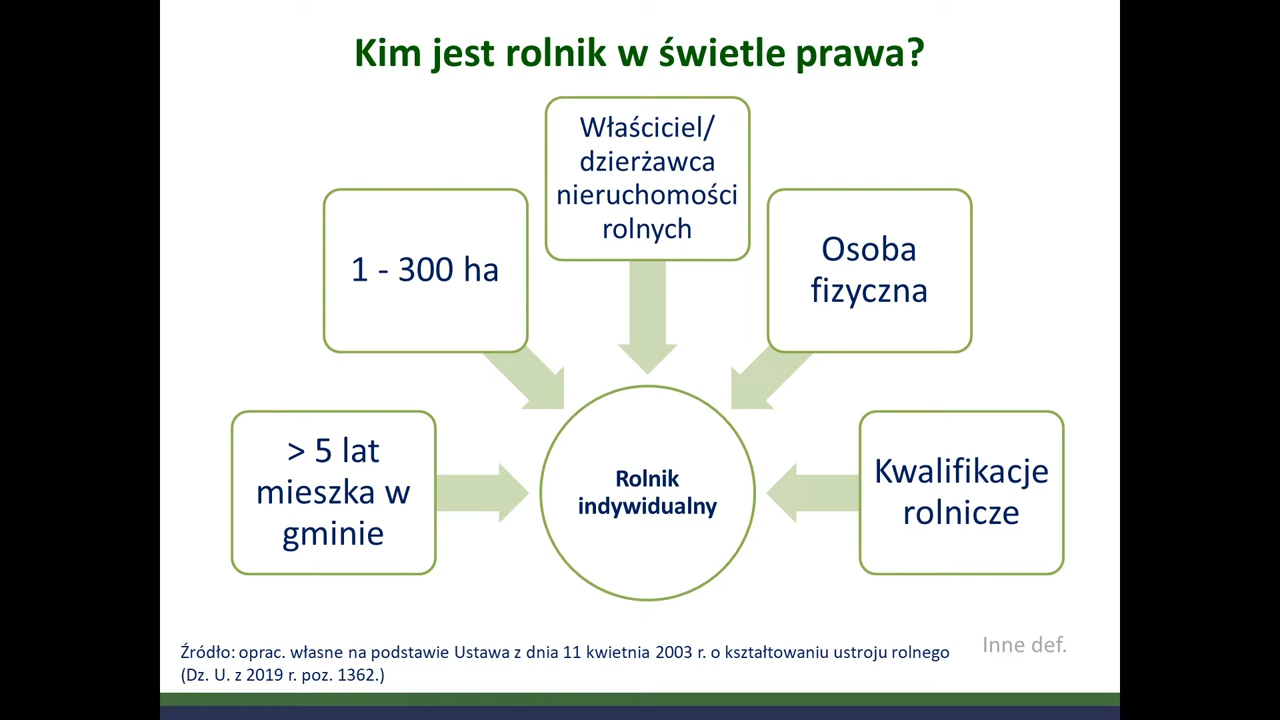 Kim jest rolnik w świetle prawa?
Właściciel/
dzierżawca
nieruchomości
rolnych
1 - 300 ha
Osoba
fizyczna
> 5 lat
mieszka w
gminie
Rolnik
indywidualny
Kwalifikacje
rolnicze
Źródło: oprac. własne na podstawie Ustawa z dnia 11 kwietnia 2003 r. o kształtowaniu ustroju rolnego
(Dz. U. z 2019 r. poz. 1362.)
Inne def.